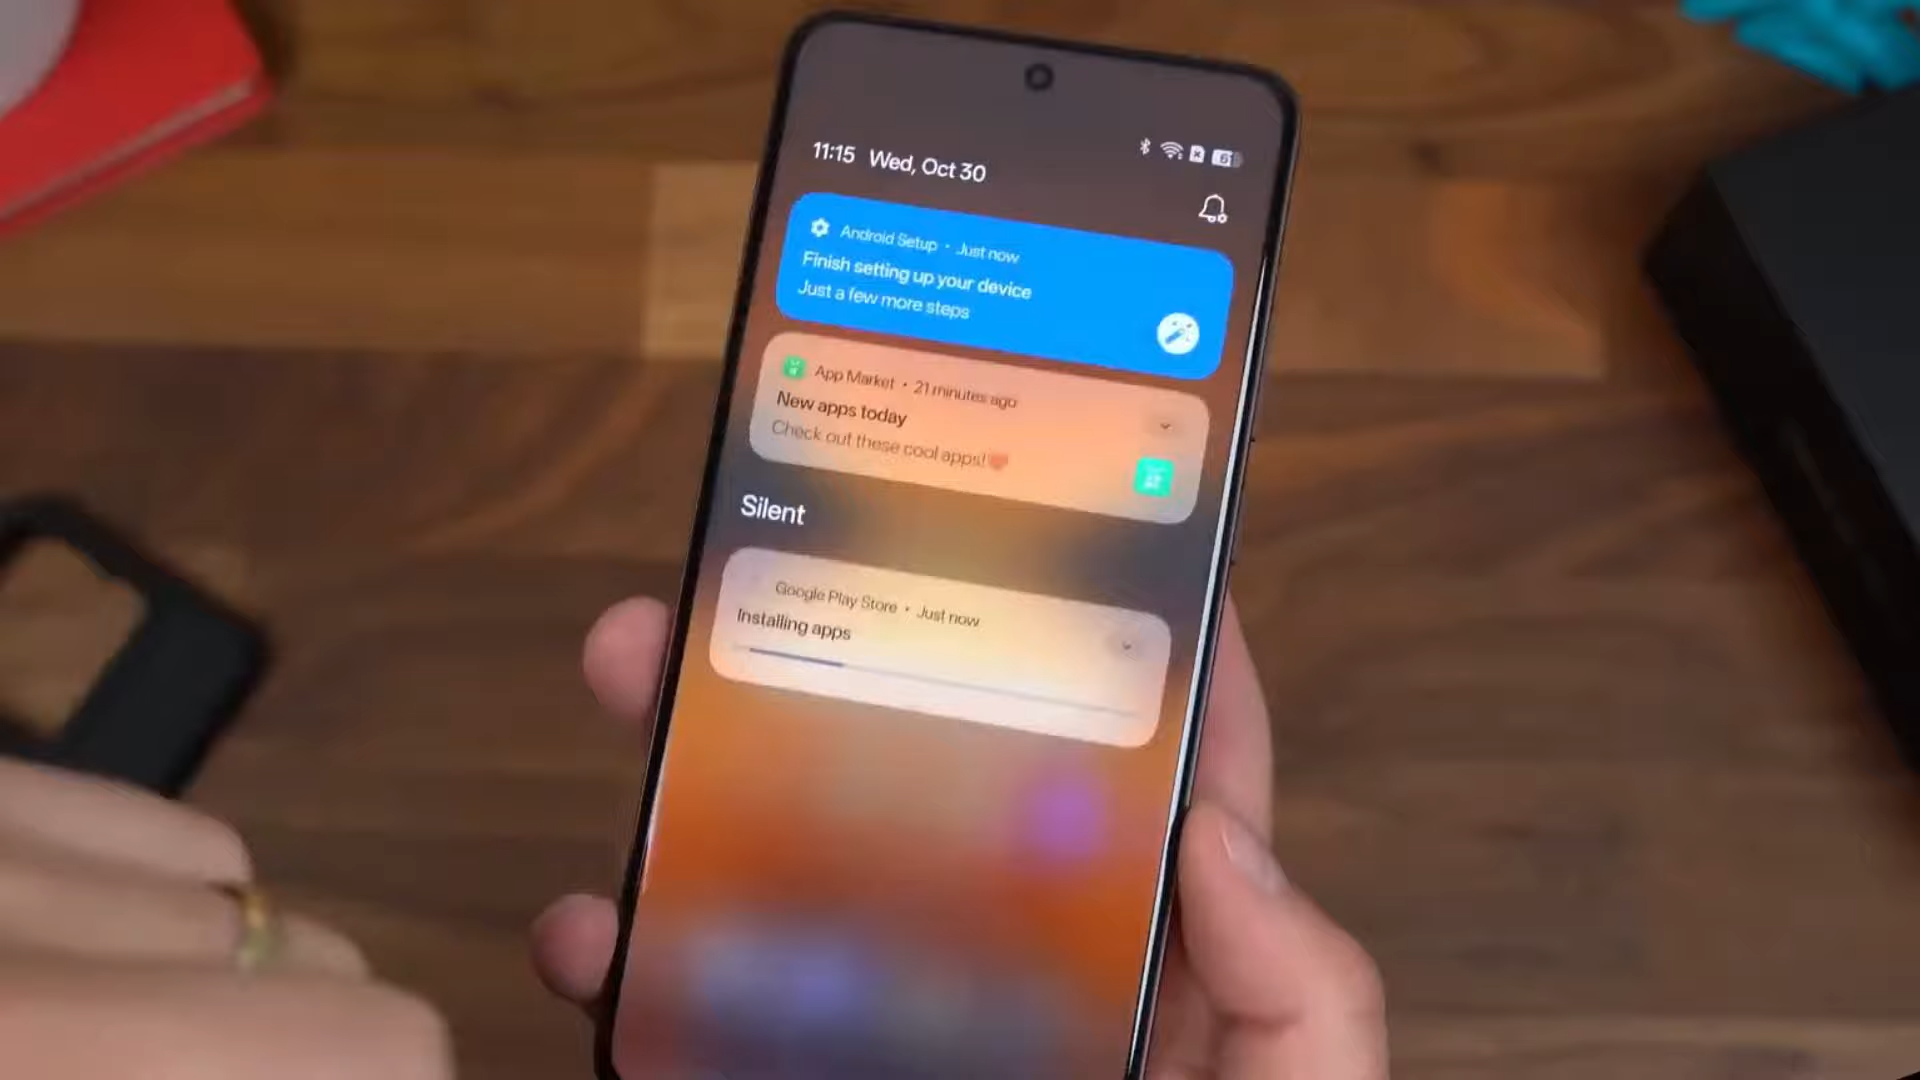 11:15 Wed, Oct 30
Android Setup • Just now
Finish setting up your device
Just a few more steps
App Market • 21 minutes ago
New apps today
Check out these cool apps!
Silent
Google Play Store • Just now
Installing apps